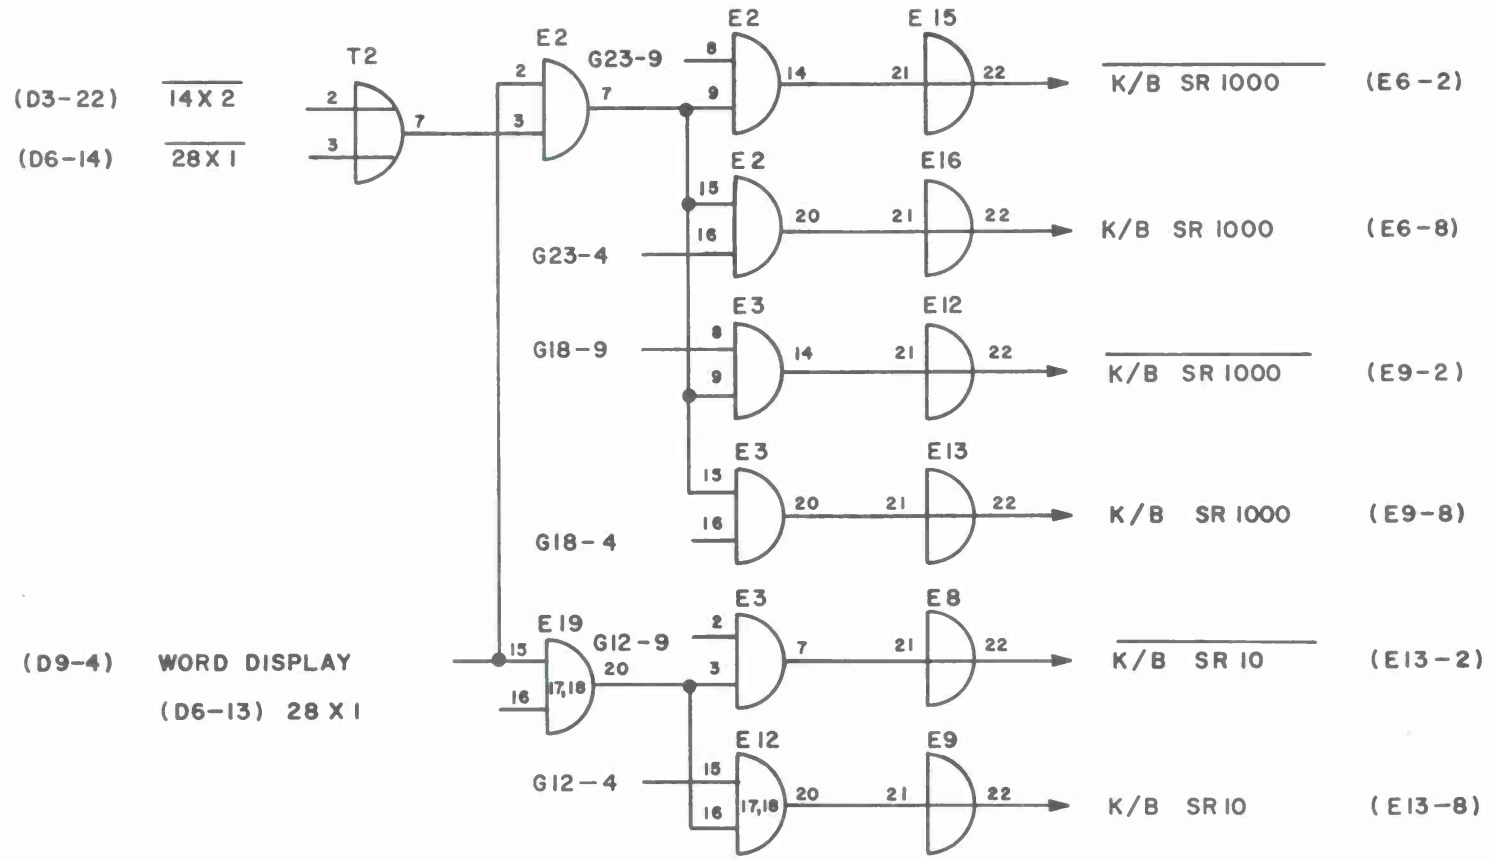 E2 E15
E2
T2 G23-9 8 14 21 22 K/B SR 1000 (E6-2)
(D3-22) 14X2 2 7 2 7 9
3
(D6-14) 28X1 3
E2 E16
15 20 21 22 K/B SR 1000 (E6-8)
16
G23-4
E3 E12
8
G18-9 14 21 22 K/B SR 1000 (E9-2)
9
E3 E13
15 20 21 22 K/B SR 1000 (E9-8)
16
G18-4
E3 E8
E19 2
G12-9
(D9-4) WORD DISPLAY 15 20 3 7 21 22 K/B SR 10 (E13-2)
17,18
16
(D6-13) 28X1
E12 E9
15
G12-4 17,18 20 21 22 K/B SR 10 (E13-8)
16